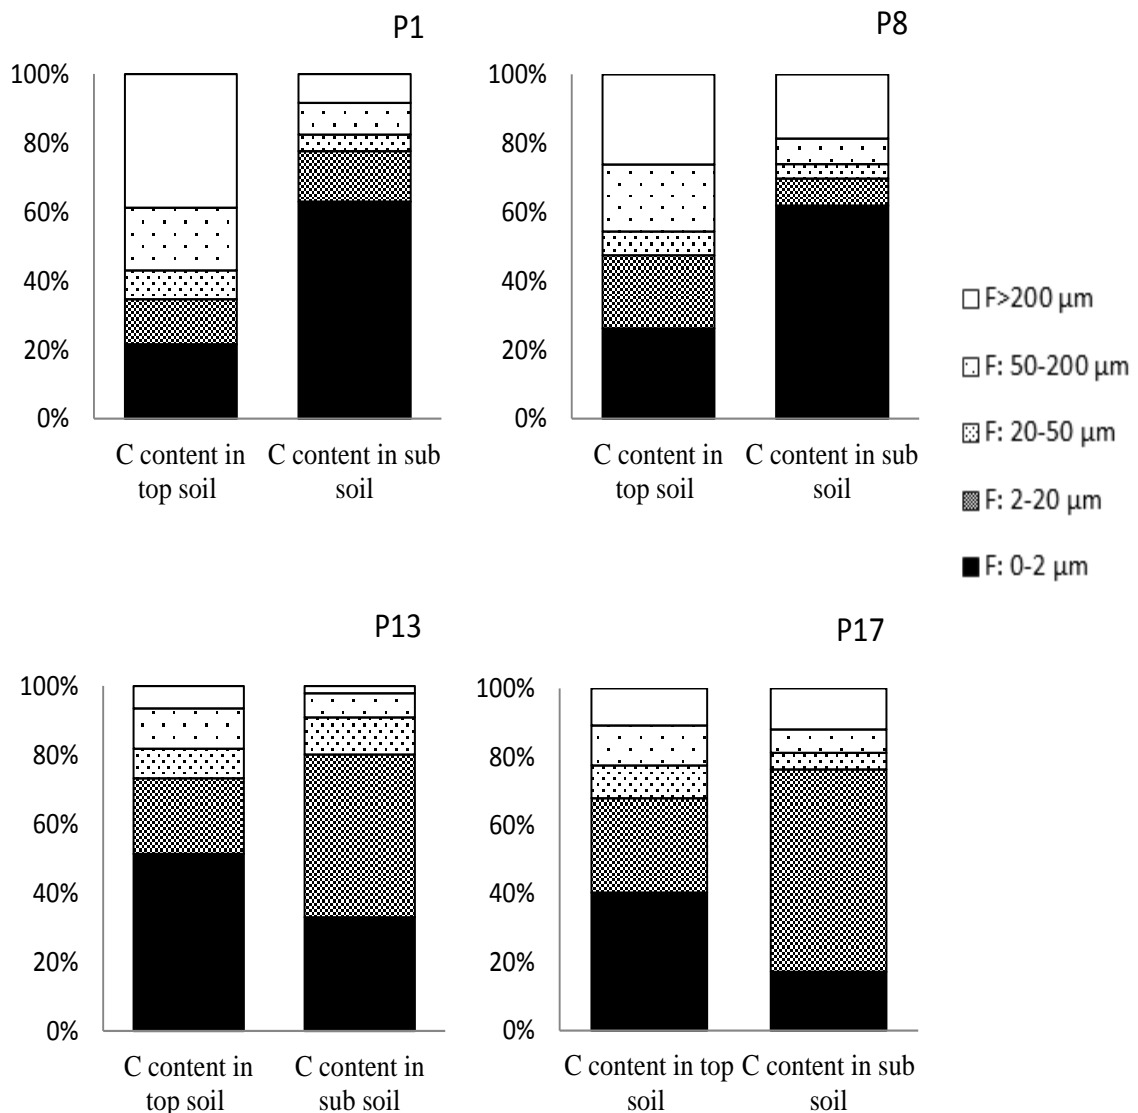 P1
100%
80%
60%
40%
20%
0%
C content in
top soil
C content in sub
soil
P8
100%
80%
60%
40%
20%
0%
C content in
top soil
C content in sub
soil
F>200 µm
F: 50-200 µm
F: 20-50 µm
F: 2-20 µm
F: 0-2 µm
P13
100%
80%
60%
40%
20%
0%
C content in
top soil
C content in
sub soil
P17
100%
80%
60%
40%
20%
0%
C content in top
soil
C content in sub
soil